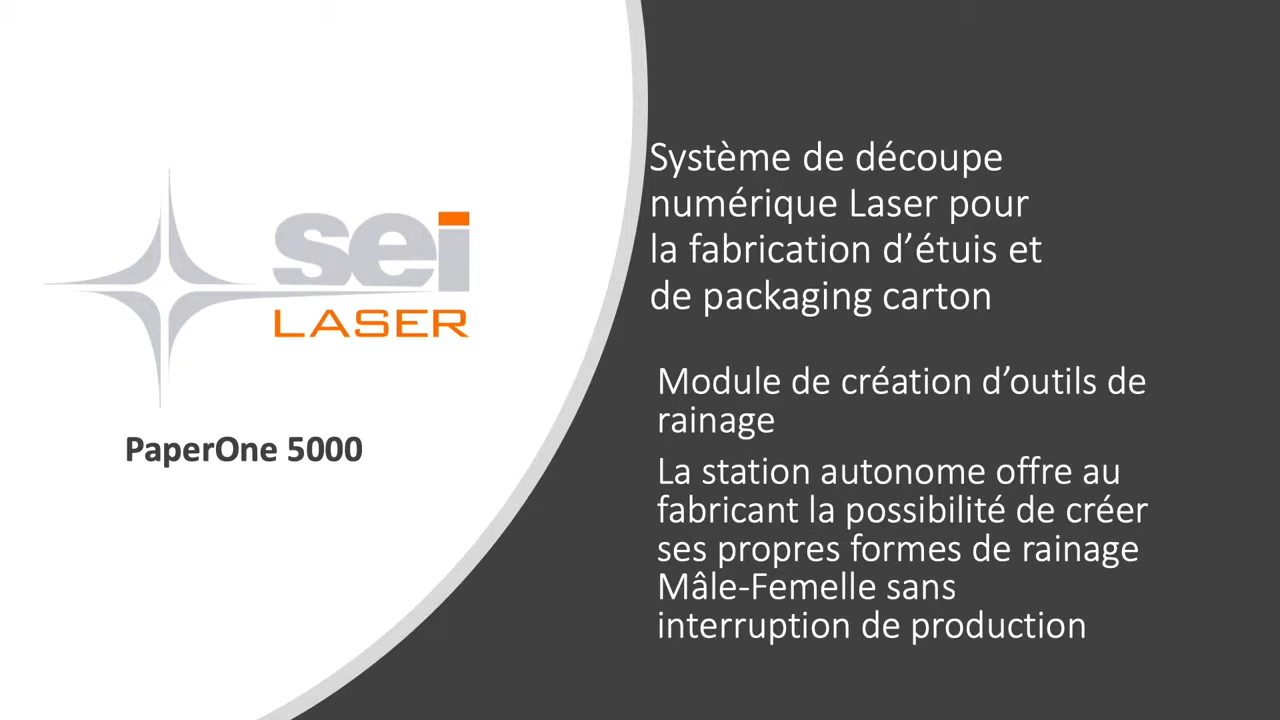 sei
LASER
PaperOne 5000
Système de découpe
numérique Laser pour
la fabrication d’étuis et
de packaging carton
Module de création d’outils de
rainage
La station autonome offre au
fabricant la possibilité de créer
ses propres formes de rainage
Mâle-Femelle sans
interruption de production